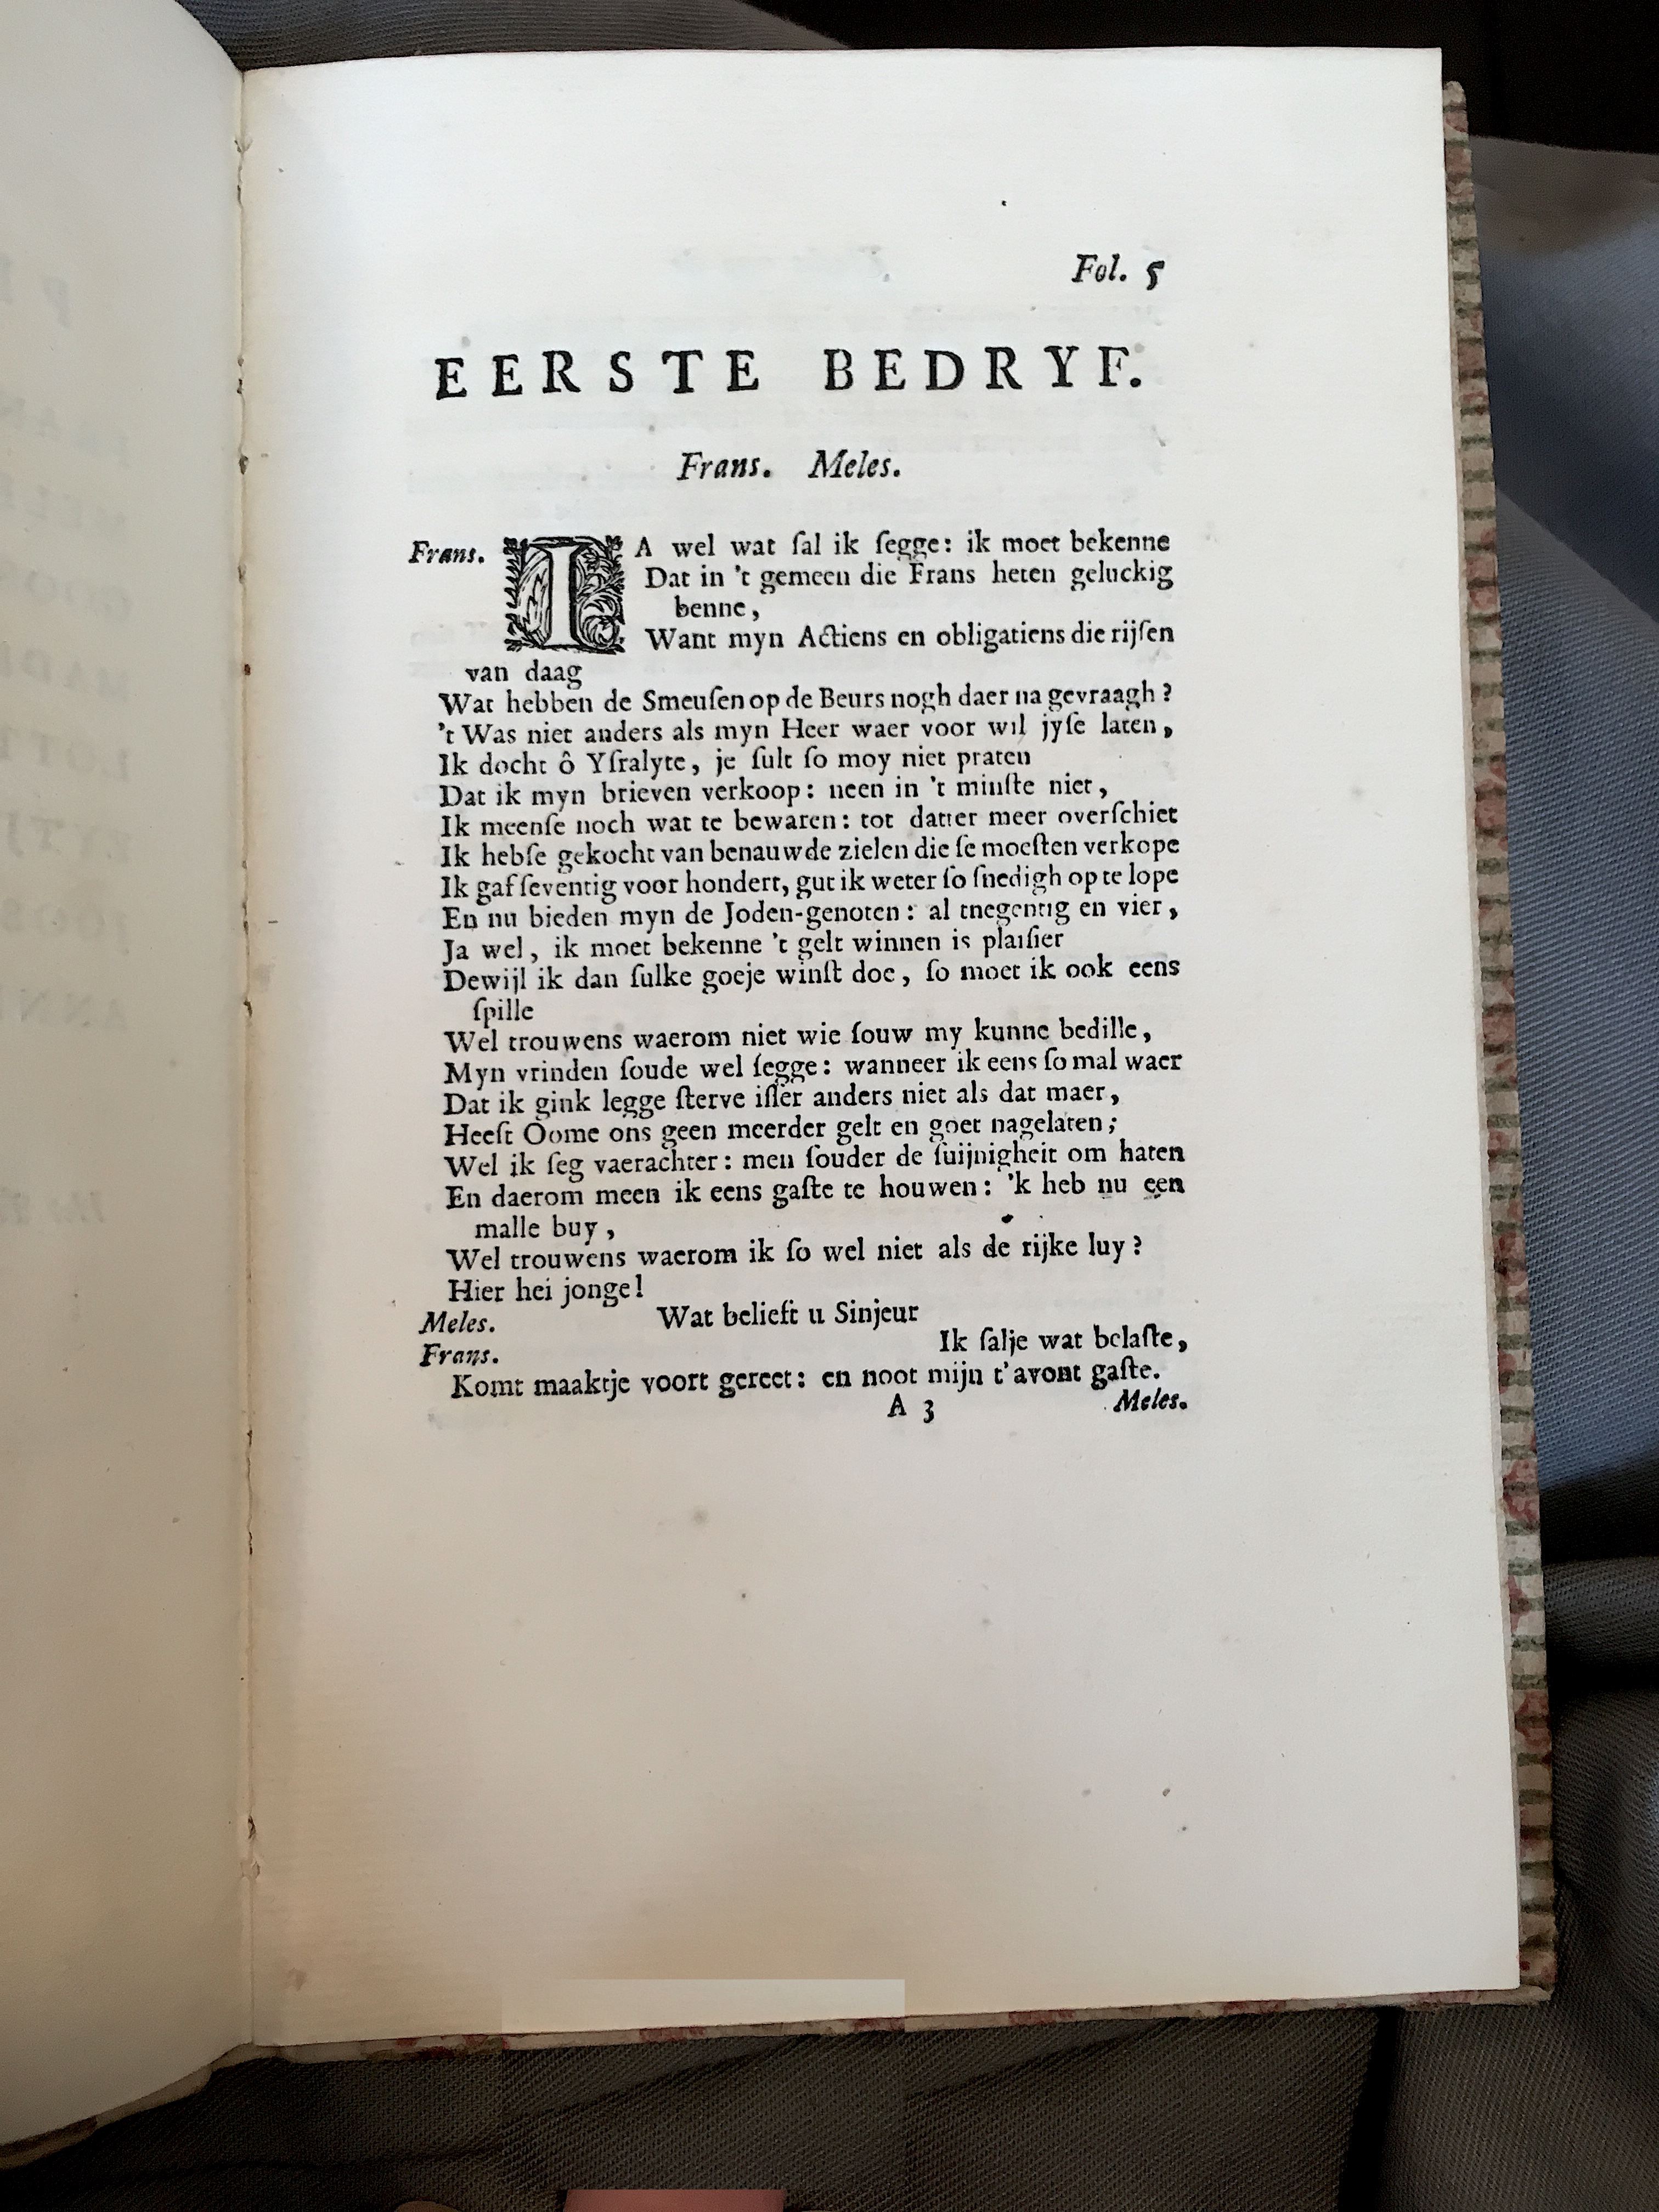 Fol. 5
EERSTE BEDRYF.
Frans. Meles.
Frans. IA wel wat ſal ik ſegge: ik moet bekenne
Dat in 't gemeen die Frans heten geluckig
benne,
Want myn Actiens en obligatiens die rijſen
van daag
Wat hebben de Smeuſen op de Beurs nogh daer na gevraagh?
't Was niet anders als myn Heer waer voor wil jyſe laten,
Ik docht ô Yſralyte, je ſult ſo moy niet praten
Dat ik myn brieven verkoop: neen in 't minſte niet,
Ik meenſe noch wat te bewaren: tot datter meer overſchiet
Ik hebſe gekocht van benauwde zielen die ſe moeſten verkope
Ik gaf ſeventig voor hondert, gut ik weter ſo ſnedigh op te lope
En nu bieden myn de Joden-genoten: al tnegentig en vier,
Ja wel, ik moet bekenne 't gelt winnen is plaiſier
Dewijl ik dan ſulke goeje winſt doe, ſo moet ik ook eens
ſpille
Wel trouwens waerom niet wie ſouw my kunne bedille,
Myn vrinden ſoude wel ſegge: wanneer ik eens ſo mal waer
Dat ik gink legge ſterve iſſer anders niet als dat maer,
Heeft Oome ons geen meerder gelt en goet nagelaten;
Wel ik ſeg vaerachter: men ſouder de ſuijnigheit om haten
En daerom meen ik eens gaſte te houwen: 'k heb nu een
malle buy,
Wel trouwens waerom ik ſo wel niet als de rijke luy?
Hier hei jonge!
Meles. Wat belieft u Sinjeur
Frans. Ik ſalje wat belaſte,
Komt maaktje voort gereet: en noot mijn t'avont gaſte.
A 3 Meles.